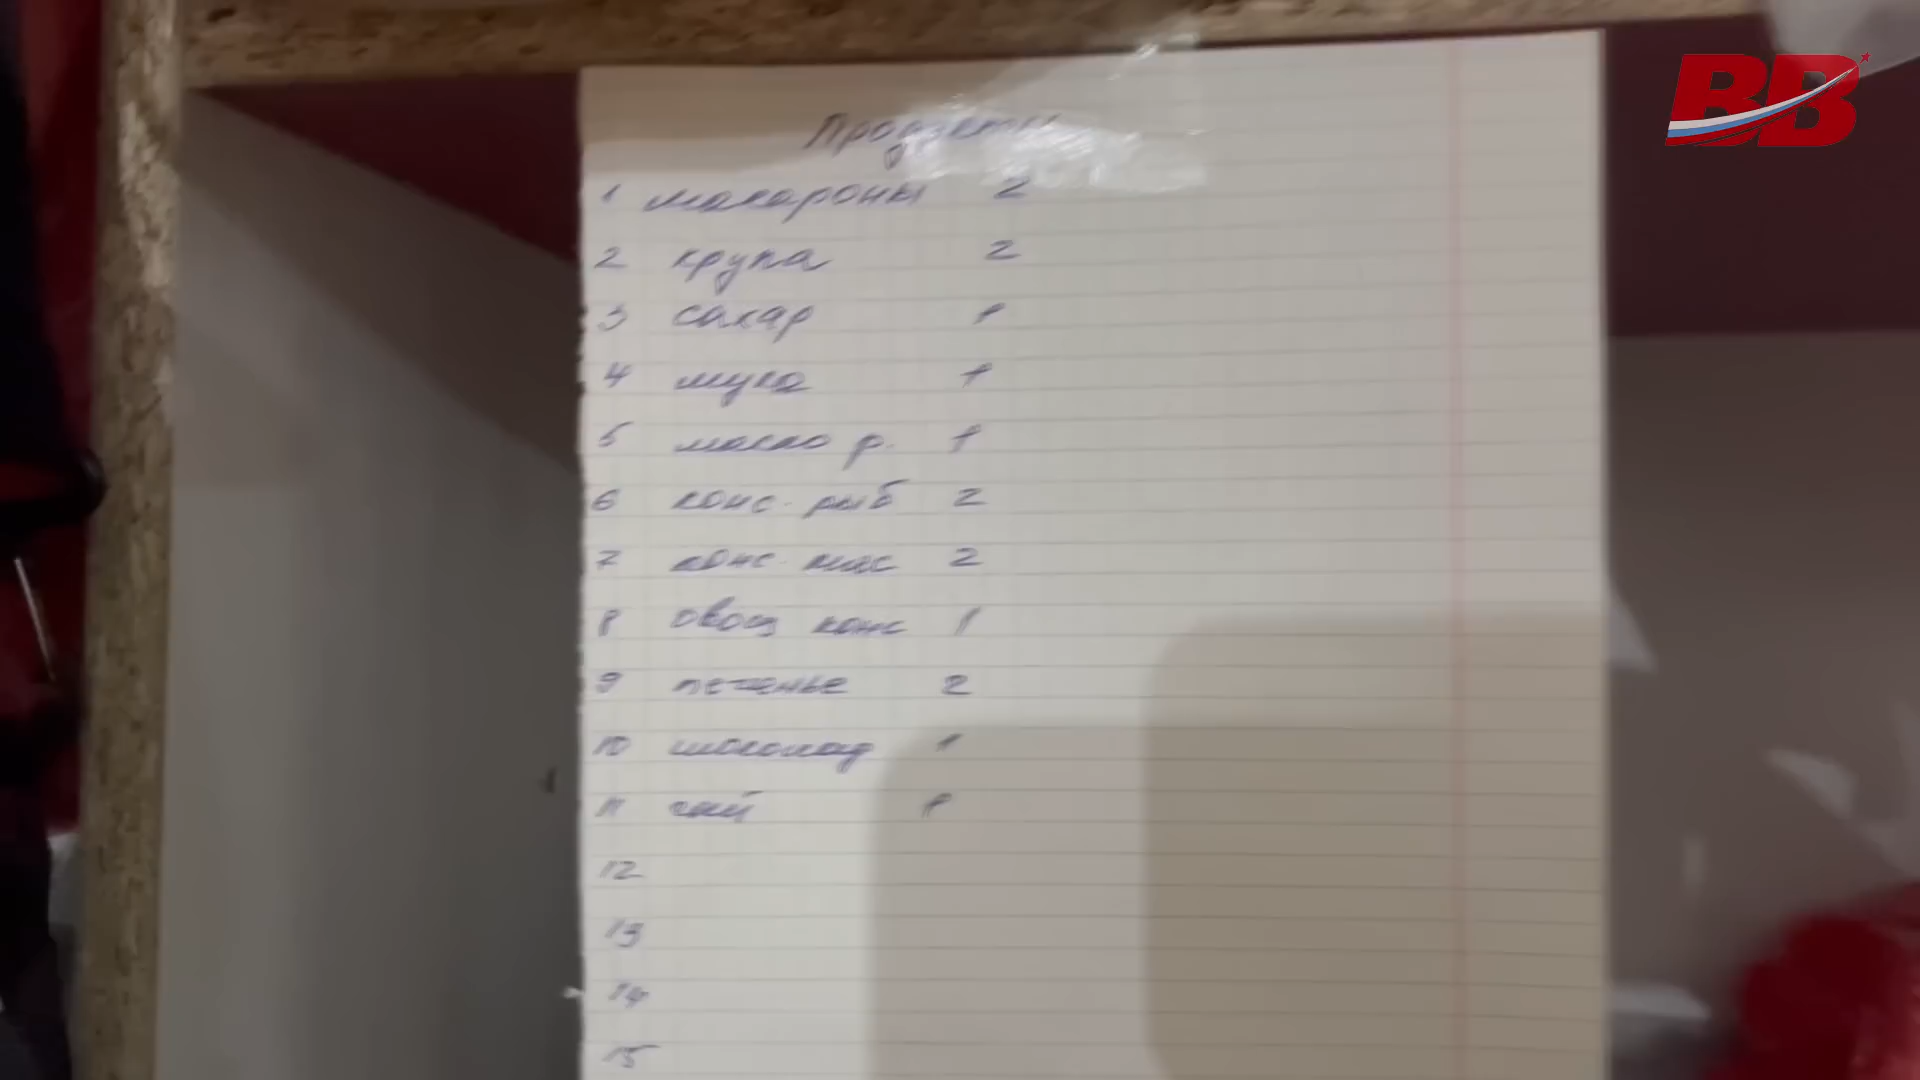 Продукты
1 макароны 2
2 крупа 2
3 сахар 1
4 мука 1
5 масло р. 1
6 конс. рыб 2
7 конс. мяс 2
8 овощ конс 1
9 печенье 2
10 шоколад 1
11 чай 1
12
13
14
15
BB